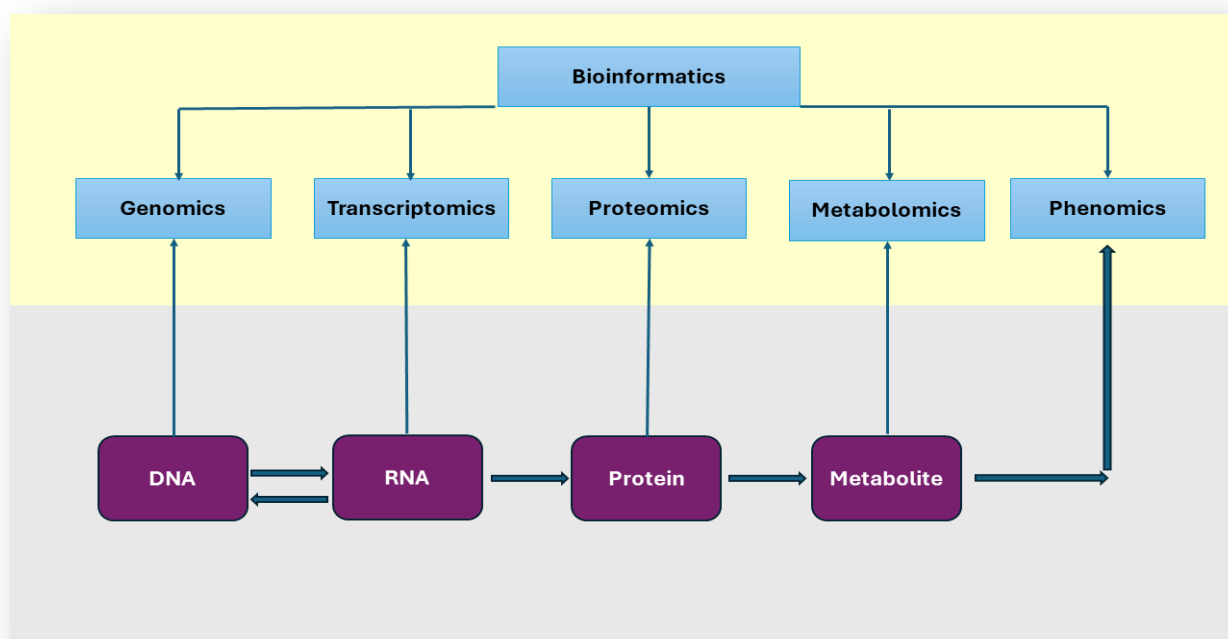 Bioinformatics
Genomics
Transcriptomics
Proteomics
Metabolomics
Phenomics
DNA
RNA
Protein
Metabolite